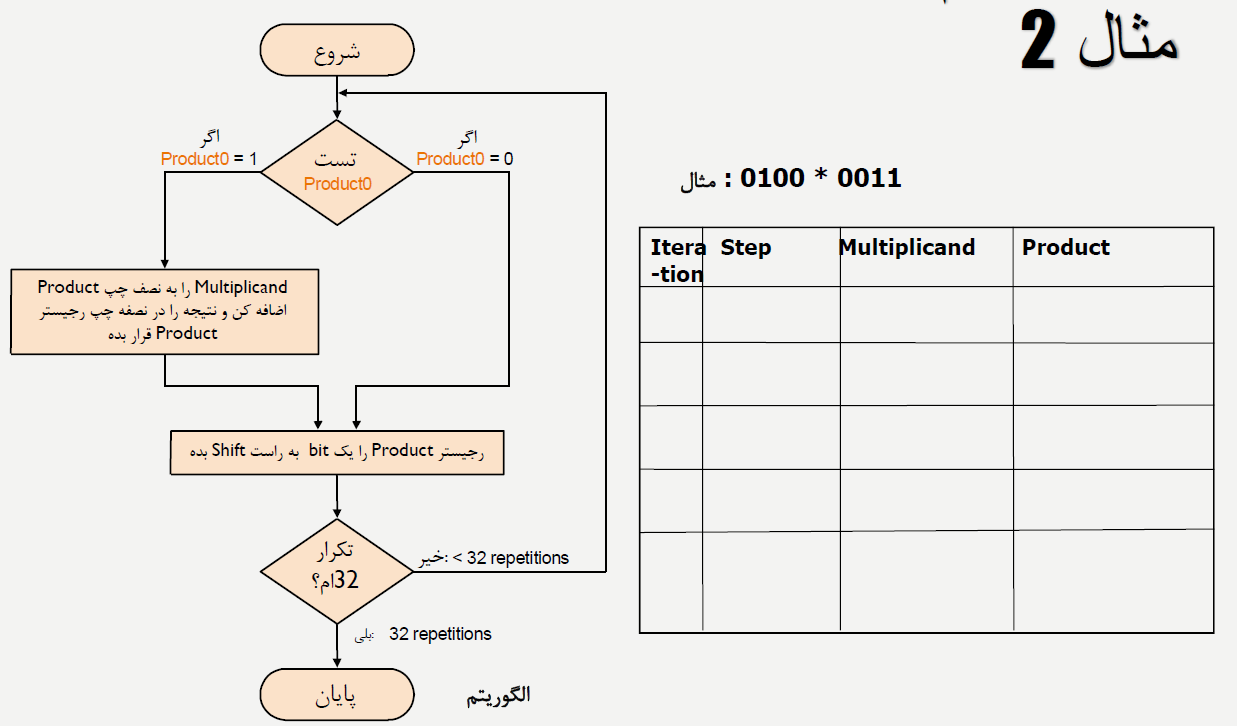 مثال 2
شروع
اگر
Product0 = 1
اگر
Product0 = 0
تست
Product0
Multiplicand را به نصف چپ Product
اضافه کن و نتیجه را در نصفه چپ رجیستر
Product قرار بده
رجیستر Product را یک bit به راست Shift بده
تکرار
32ام؟
خیر: < 32 repetitions
بلی: 32 repetitions
پایان
الگوریتم
مثال : 0100 * 0011
Itera Step Multiplicand Product
-tion